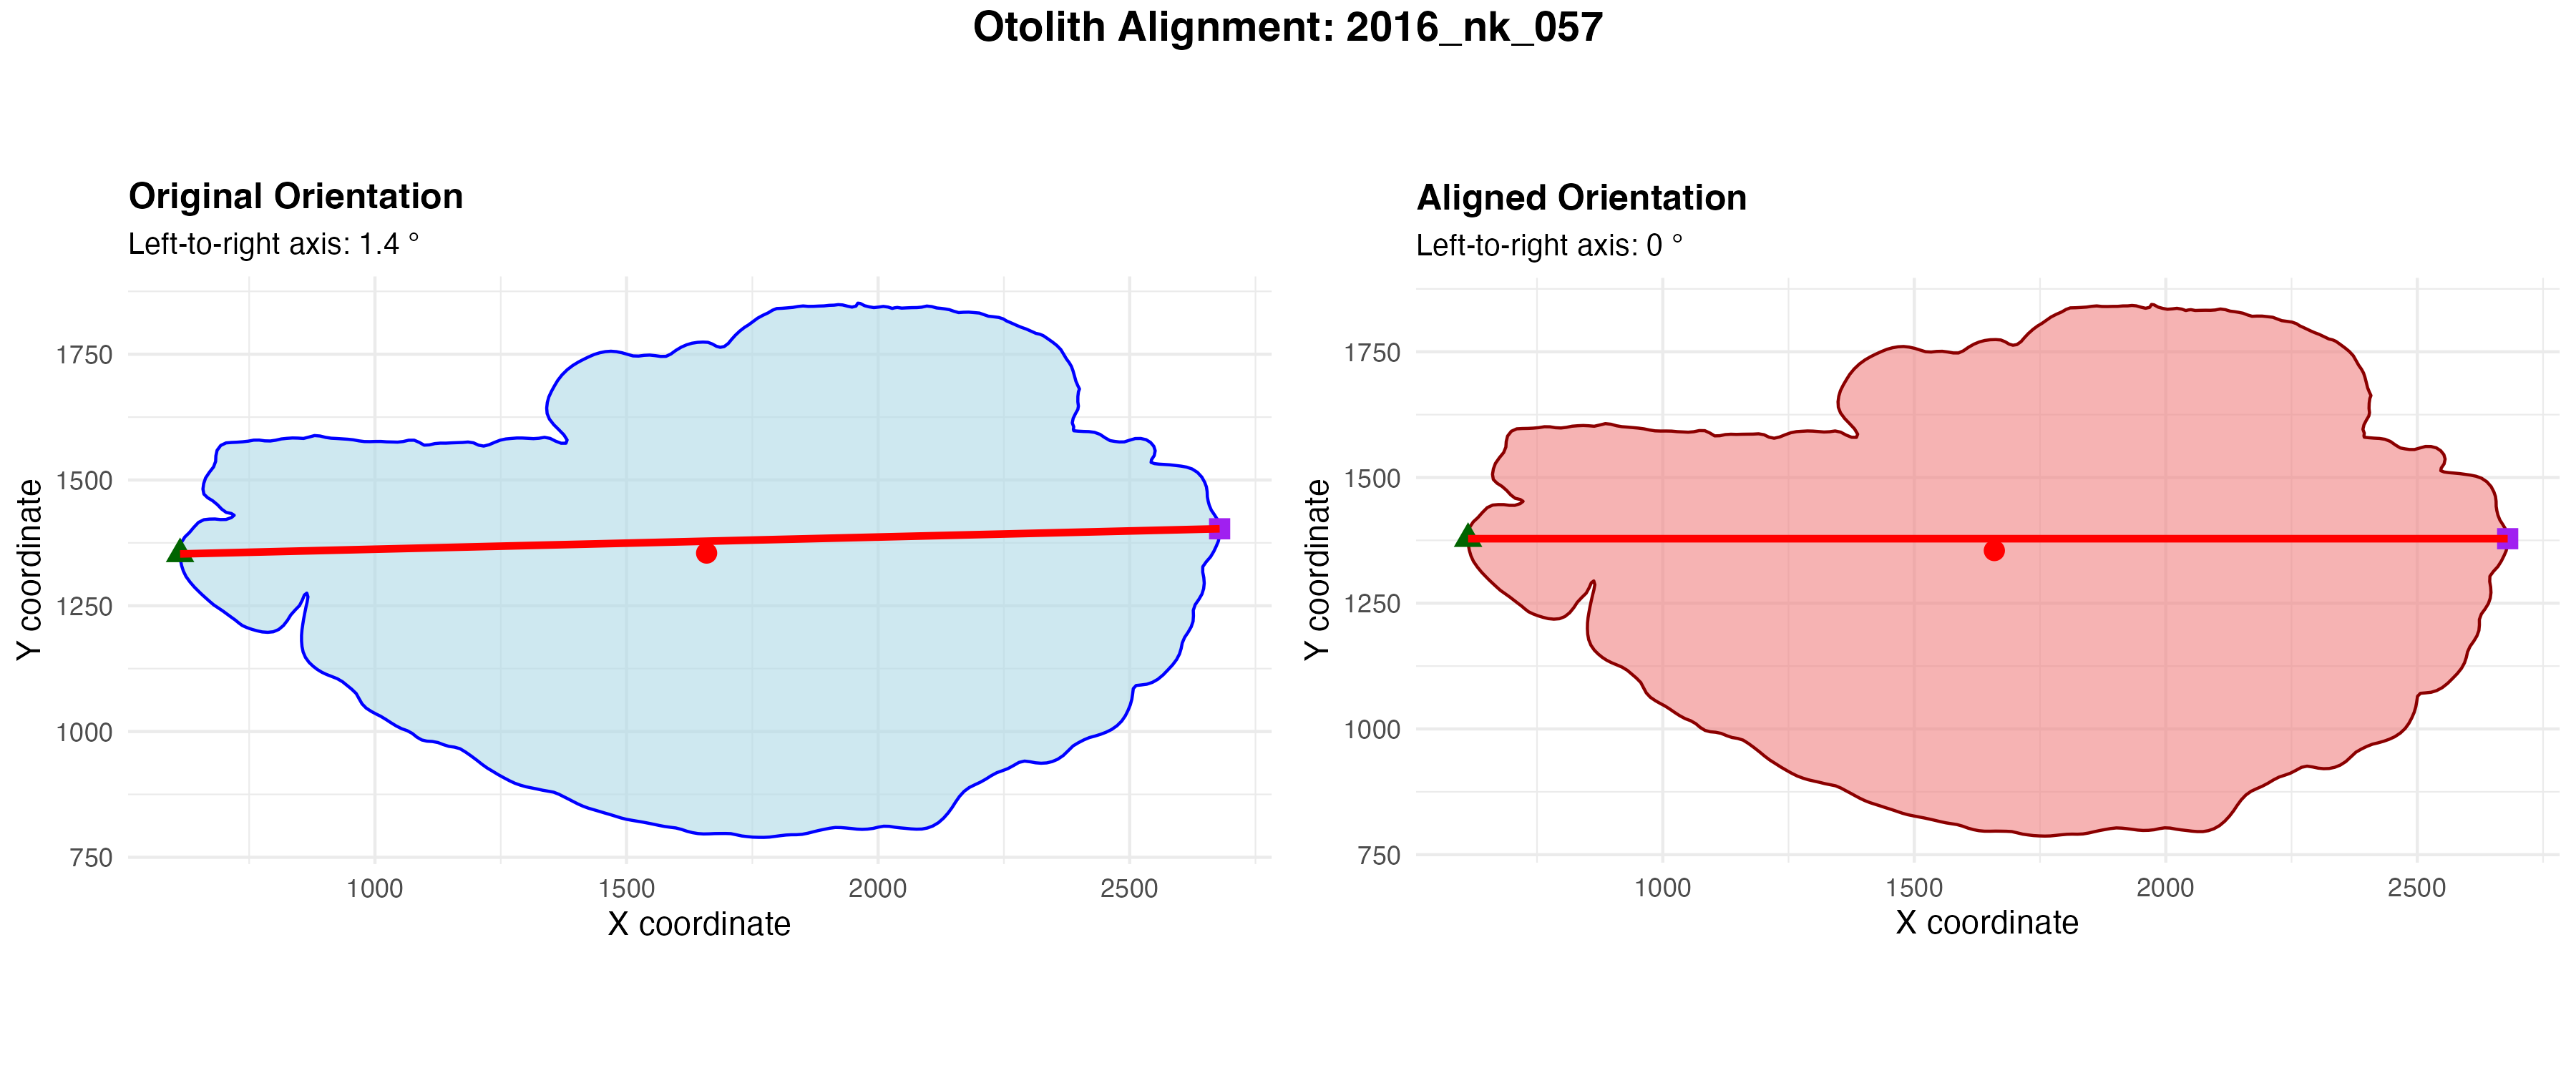 Otolith Alignment: 2016_nk_057
Original Orientation
Left-to-right axis: 1.4 °
Y coordinate
1750
1500
1250
1000
750
1000 1500 2000 2500
X coordinate
Aligned Orientation
Left-to-right axis: 0 °
Y coordinate
1750
1500
1250
1000
750
1000 1500 2000 2500
X coordinate